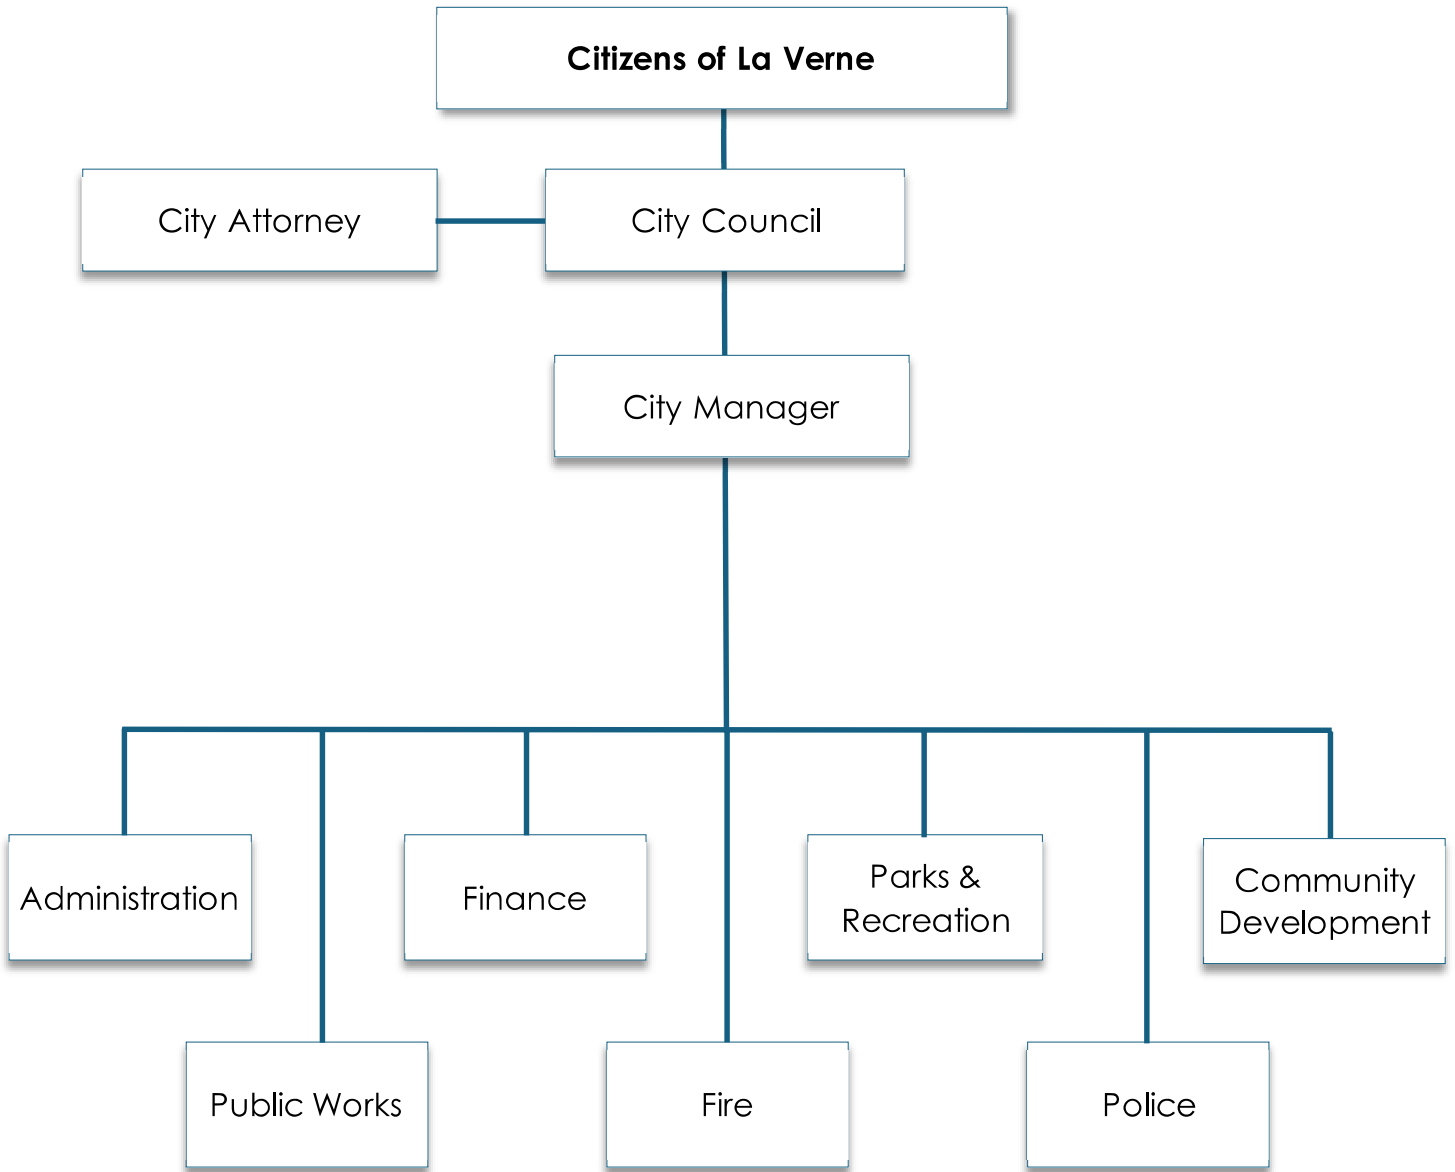 Citizens of La Verne
City Attorney
City Council
City Manager
Administration
Finance
Parks &
Recreation
Community
Development
Public Works
Fire
Police